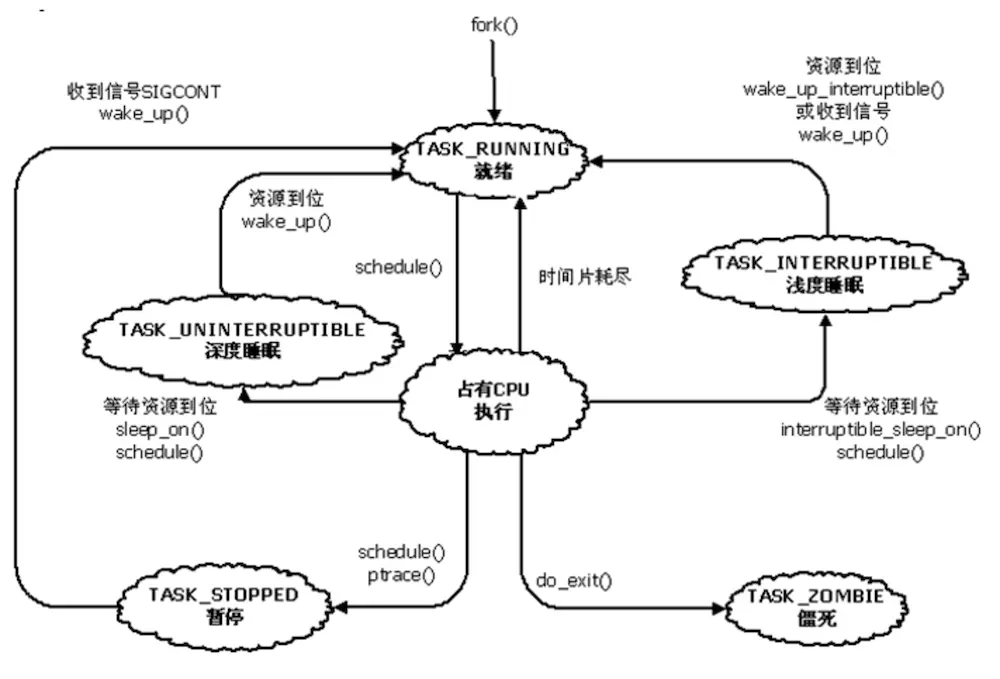 fork()
收到信号SIGCONT
wake_up()
资源到位
wake_up_interruptible()
或收到信号
wake_up()
TASK_RUNNING
就绪
资源到位
wake_up()
schedule()
时间片耗尽
TASK_INTERRUPTIBLE
浅度睡眠
TASK_UNINTERRUPTIBLE
深度睡眠
占有CPU
执行
等待资源到位
sleep_on()
schedule()
等待资源到位
interruptible_sleep_on()
schedule()
schedule()
ptrace()
do_exit()
TASK_STOPPED
暂停
TASK_ZOMBIE
僵死